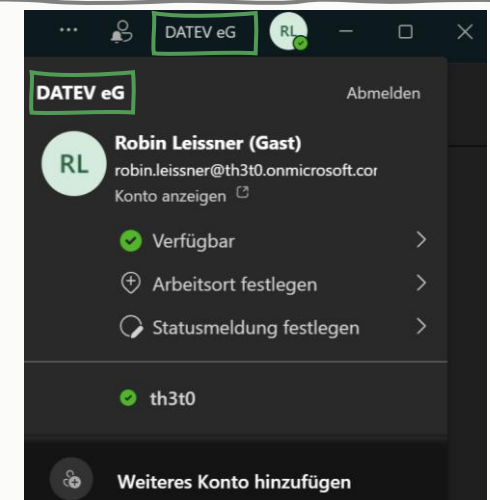 ... DATEV eG RL
DATEV eG Abmelden
RL
Robin Leissner (Gast)
robin.leissner@th3t0.onmicrosoft.cor
Konto anzeigen
Verfügbar
Arbeitsort festlegen
Statusmeldung festlegen
th3t0
Weiteres Konto hinzufügen